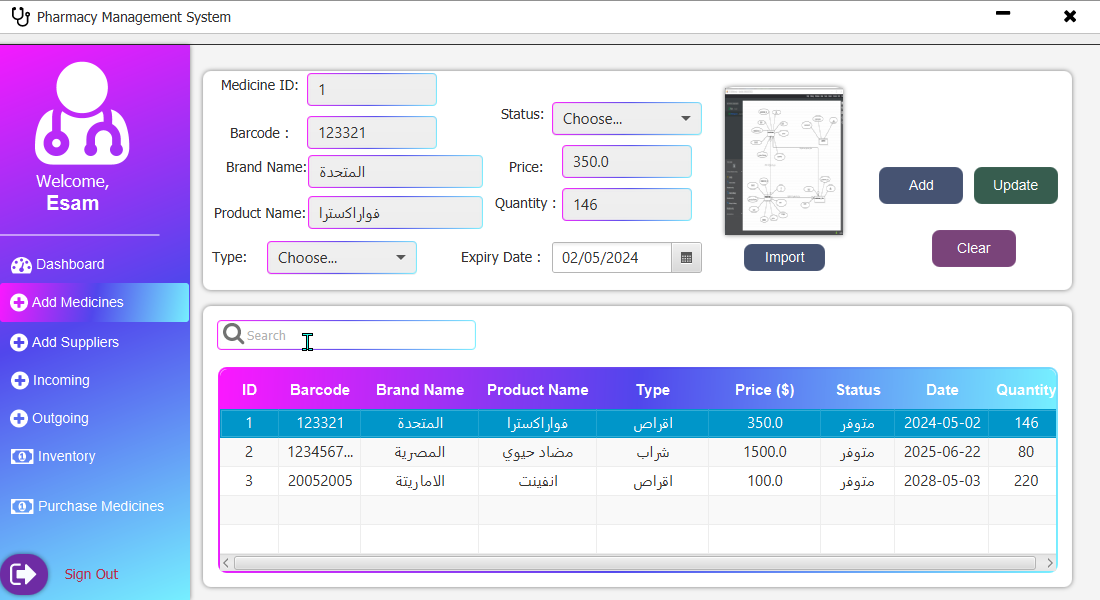 Pharmacy Management System
Welcome,
Esam
Dashboard
Add Medicines
Add Suppliers
Incoming
Outgoing
Inventory
Purchase Medicines
Sign Out
Medicine ID: 1
Barcode : 123321
Brand Name: المتحدة
Product Name: فواراكسترا
Type: Choose...
Status: Choose...
Price: 350.0
Quantity : 146
Expiry Date : 02/05/2024
Import
Add
Update
Clear
Search
ID Barcode Brand Name Product Name Type Price ($) Status Date Quantity
1 123321 المتحدة فواراكسترا اقراص 350.0 متوفر 2024-05-02 146
2 1234567... المصرية مضاد حيوي شراب 1500.0 متوفر 2025-06-22 80
3 20052005 الاماريتة انفينت اقراص 100.0 متوفر 2028-05-03 220